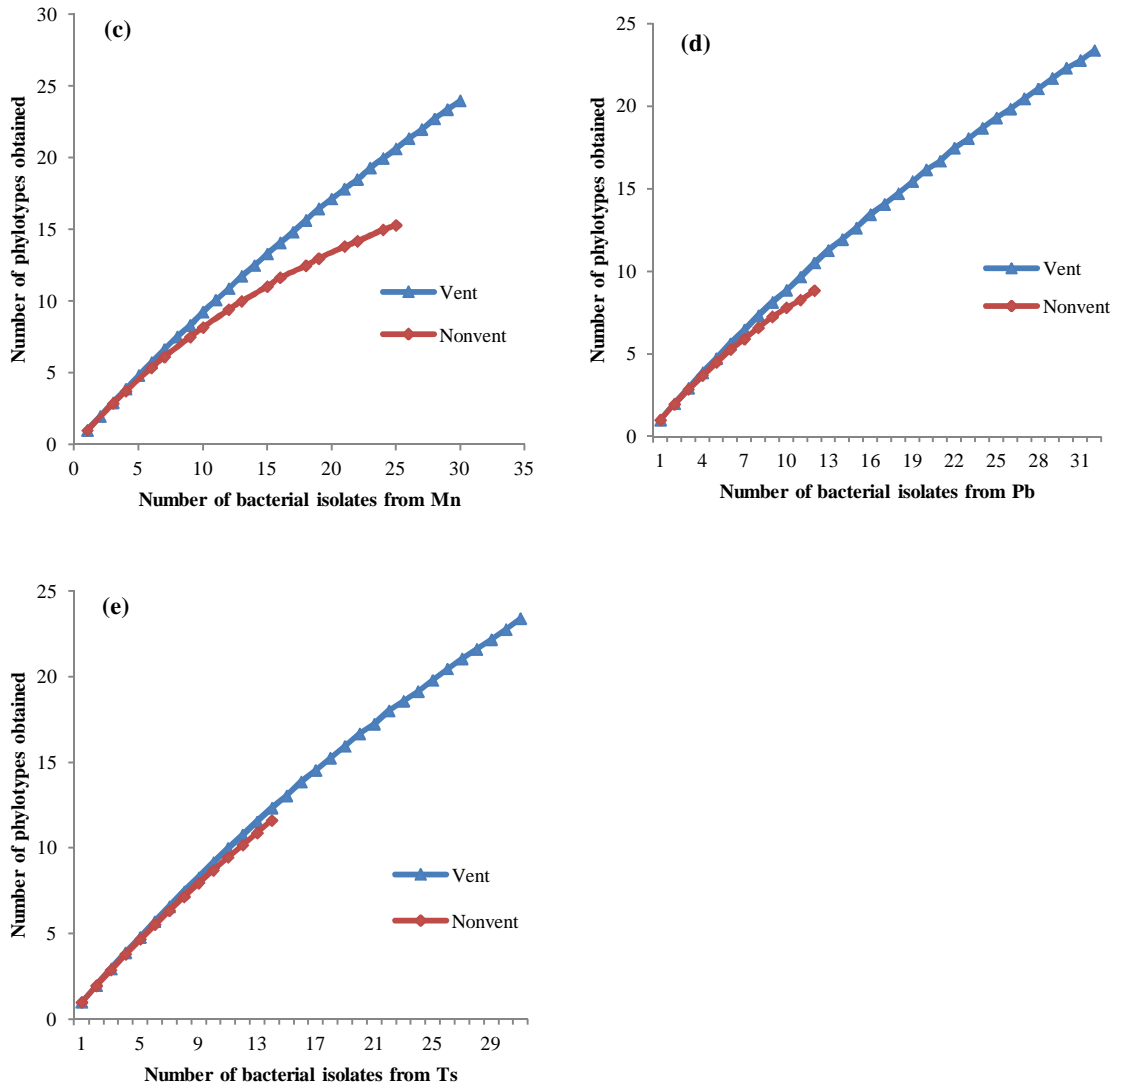 (c)
Number of phylotypes obtained
30
25
20
15
10
5
0
0 5 10 15 20 25 30 35
Number of bacterial isolates from Mn
Vent
Nonvent
(d)
Number of phylotypes obtained
25
20
15
10
5
0
1 4 7 10 13 16 19 22 25 28 31
Number of bacterial isolates from Pb
Vent
Nonvent
(e)
Number of phylotypes obtained
25
20
15
10
5
0
1 5 9 13 17 21 25 29
Number of bacterial isolates from Ts
Vent
Nonvent